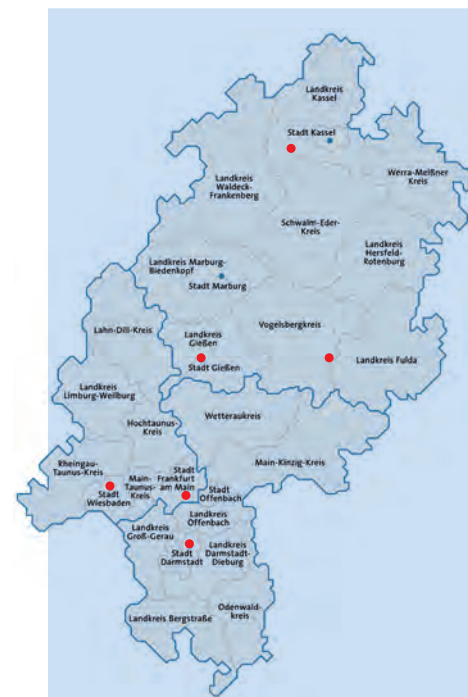 Landkreis
Kassel
Stadt Kassel
Werra-Meißner
Kreis
Landkreis
Waldeck-
Frankenberg
Schwalm-Eder-
Kreis
Landkreis
Hersfeld-
Rotenburg
Landkreis Marburg-
Biedenkopf
Stadt Marburg
Lahn-Dill-Kreis
Landkreis
Gießen
Stadt Gießen
Vogelsbergkreis
Landkreis Fulda
Landkreis
Limburg-Weilburg
Wetteraukreis
Hochtaunus-
Kreis
Main-Kinzig-Kreis
Rheingau-
Taunus-Kreis
Stadt
Wiesbaden
Main-
Taunus-
Kreis
Stadt
Frankfurt
am Main
Stadt
Offenbach
Landkreis
Offenbach
Landkreis
Groß-Gerau
Stadt
Darmstadt
Landkreis
Darmstadt-
Dieburg
Landkreis Bergstraße
Odenwald-
kreis